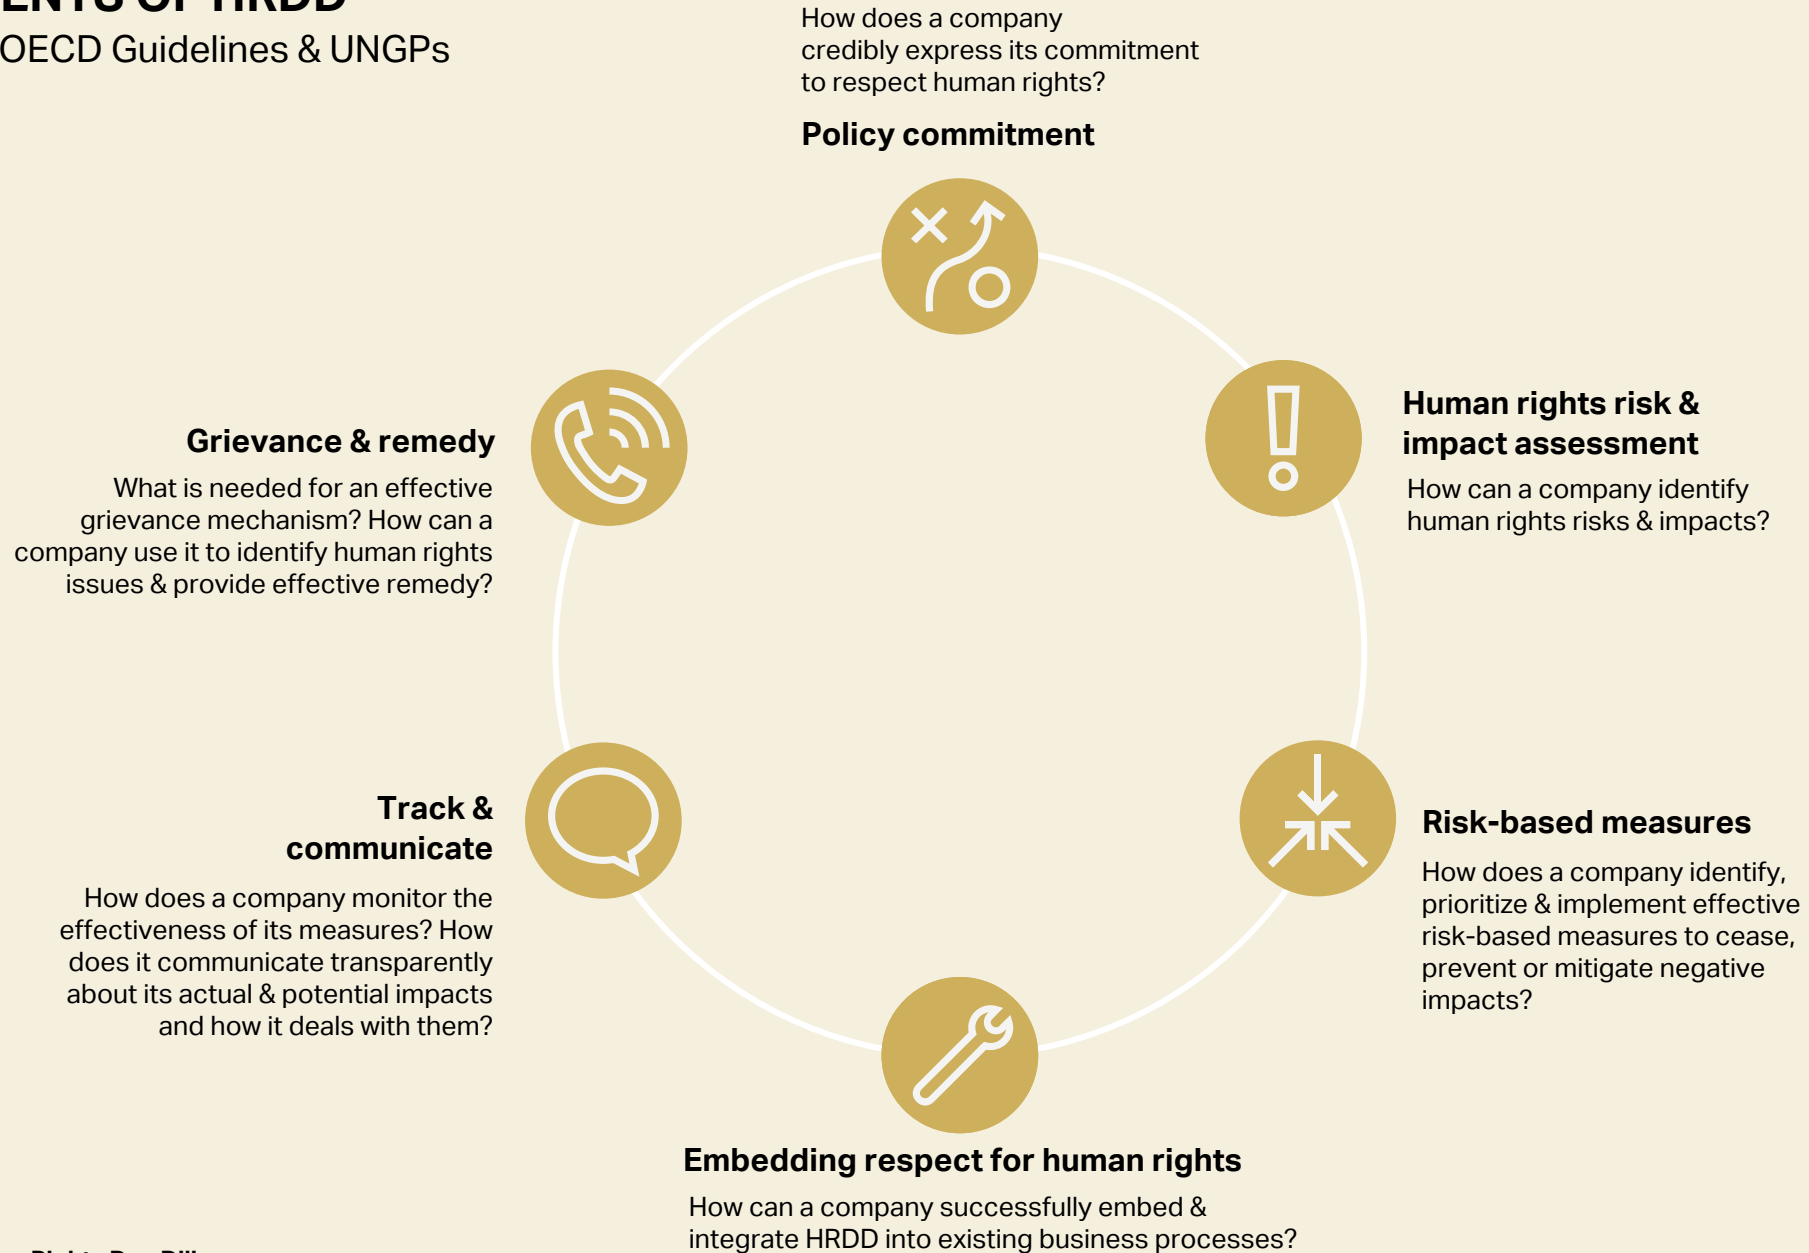 OF HRDD
OECD Guidelines & UNGPs
How does a company
credibly express its commitment
to respect human rights?
Policy commitment
Human rights risk &
impact assessment
How can a company identify
human rights risks & impacts?
Risk-based measures
How does a company identify,
prioritize & implement effective
risk-based measures to cease,
prevent or mitigate negative
impacts?
Embedding respect for human rights
How can a company successfully embed &
integrate HRDD into existing business processes?
Track &
communicate
How does a company monitor the
effectiveness of its measures? How
does it communicate transparently
about its actual & potential impacts
and how it deals with them?
Grievance & remedy
What is needed for an effective
grievance mechanism? How can a
company use it to identify human rights
issues & provide effective remedy?